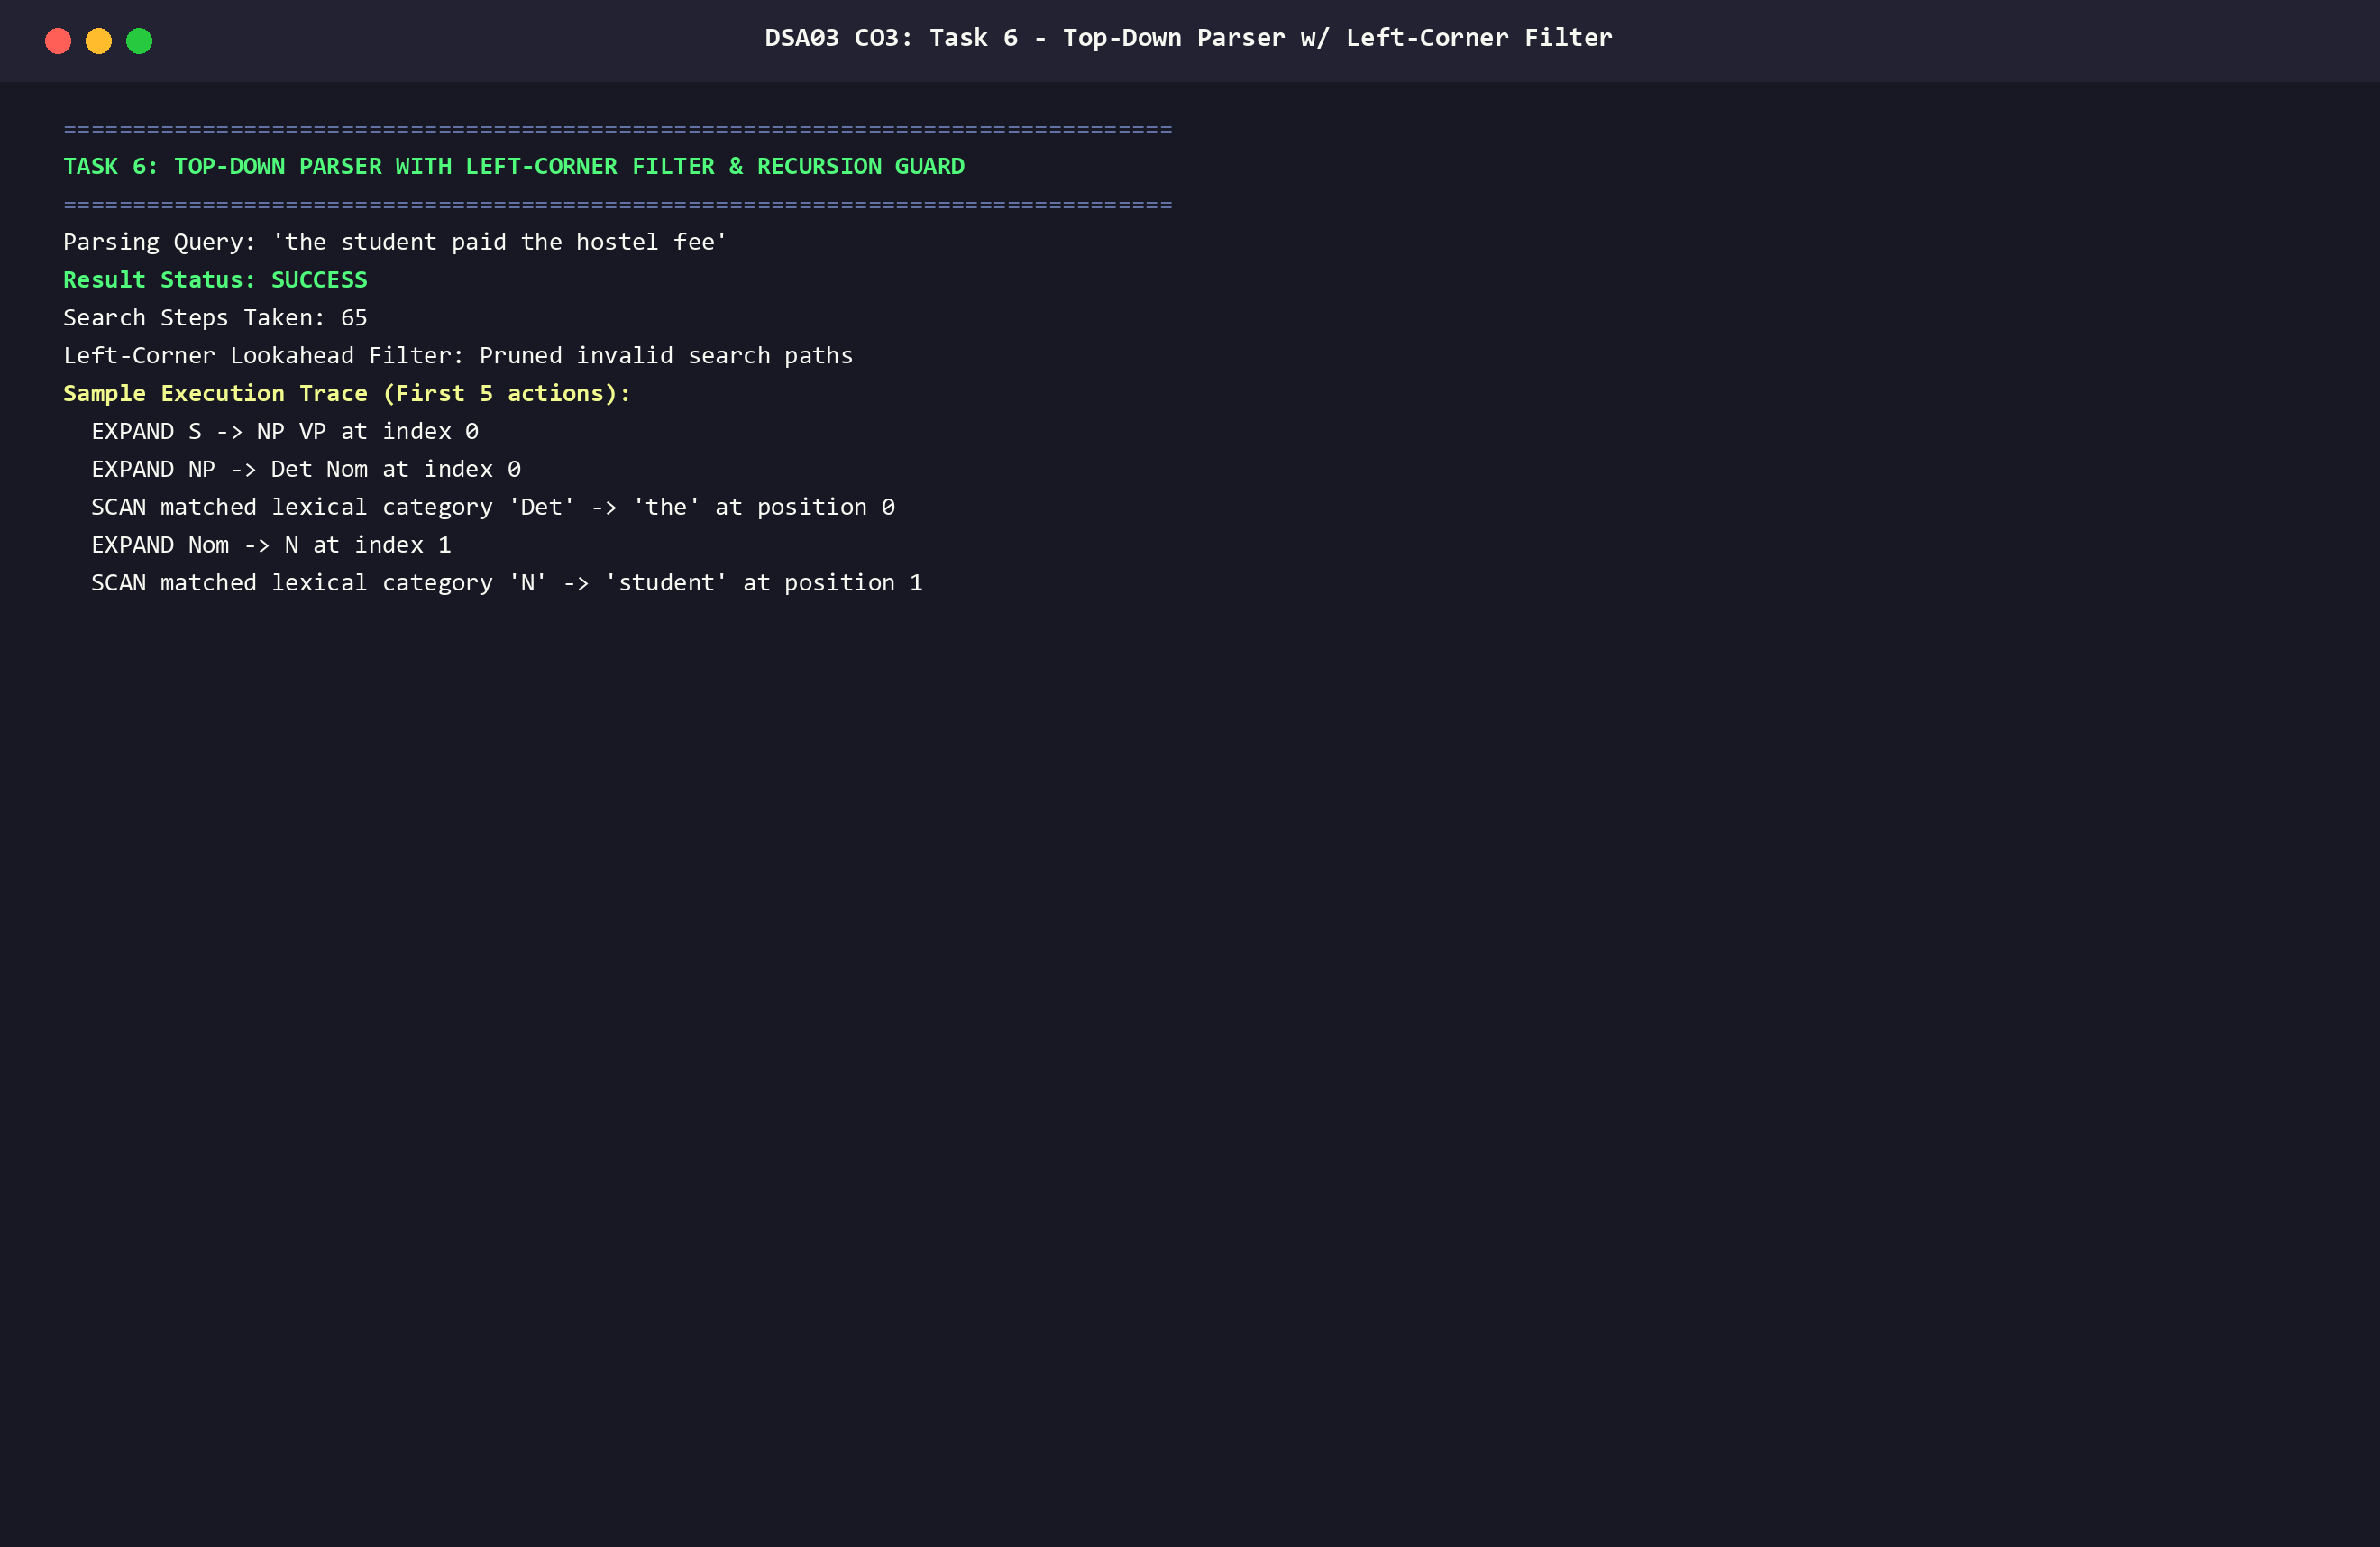 DSA03 CO3: Task 6 - Top-Down Parser w/ Left-Corner Filter
================================================================================
TASK 6: TOP-DOWN PARSER WITH LEFT-CORNER FILTER & RECURSION GUARD
================================================================================
Parsing Query: 'the student paid the hostel fee'
Result Status: SUCCESS
Search Steps Taken: 65
Left-Corner Lookahead Filter: Pruned invalid search paths
Sample Execution Trace (First 5 actions):
  EXPAND S -> NP VP at index 0
  EXPAND NP -> Det Nom at index 0
  SCAN matched lexical category 'Det' -> 'the' at position 0
  EXPAND Nom -> N at index 1
  SCAN matched lexical category 'N' -> 'student' at position 1